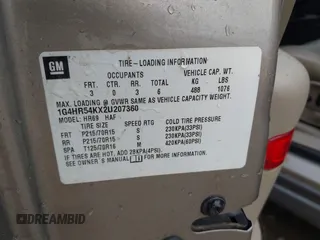 GM
TIRE-LOADING INFORMATION
OCCUPANTS VEHICLE CAP. WT.
FRT CTR RR TOTAL KG LBS
3 0 3 6 488 1076
MAX. LOADING @ GVWR SAME AS VEHICLE CAPACITY WEIGHT.
1G4HR54KX2U207360
MODEL: HR69 HAF
TIRE SIZE SPEED RTG COLD TIRE PRESSURE
FRT P215/70R15 S 230KPA(33PSI)
RR P215/70R15 S 230KPA(33PSI)
SPA T125/70R16 M 420KPA(60PSI)
IF TIRES ARE HOT, ADD 28KPA(4PSI). SEE
OWNER'S MANUAL FOR ADDITIONAL INFORMATION